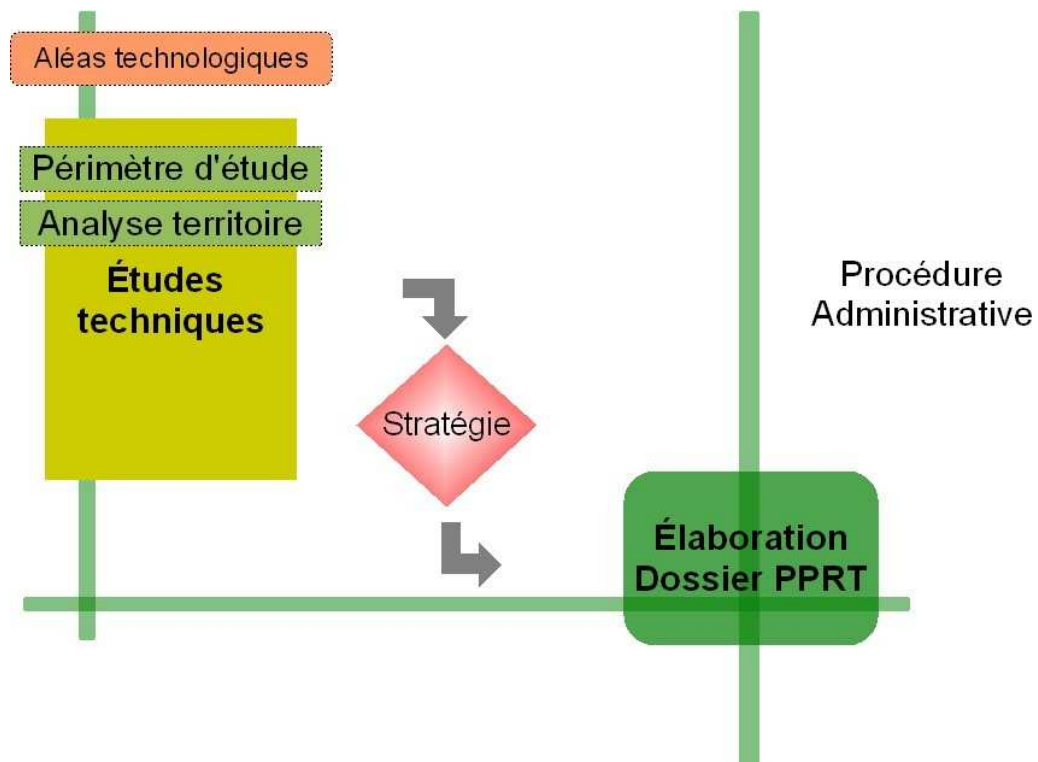 Aléas technologiques
Périmètre d'étude
Analyse territoire
Études
techniques
Procédure
Administrative
Stratégie
Élaboration
Dossier PPRT